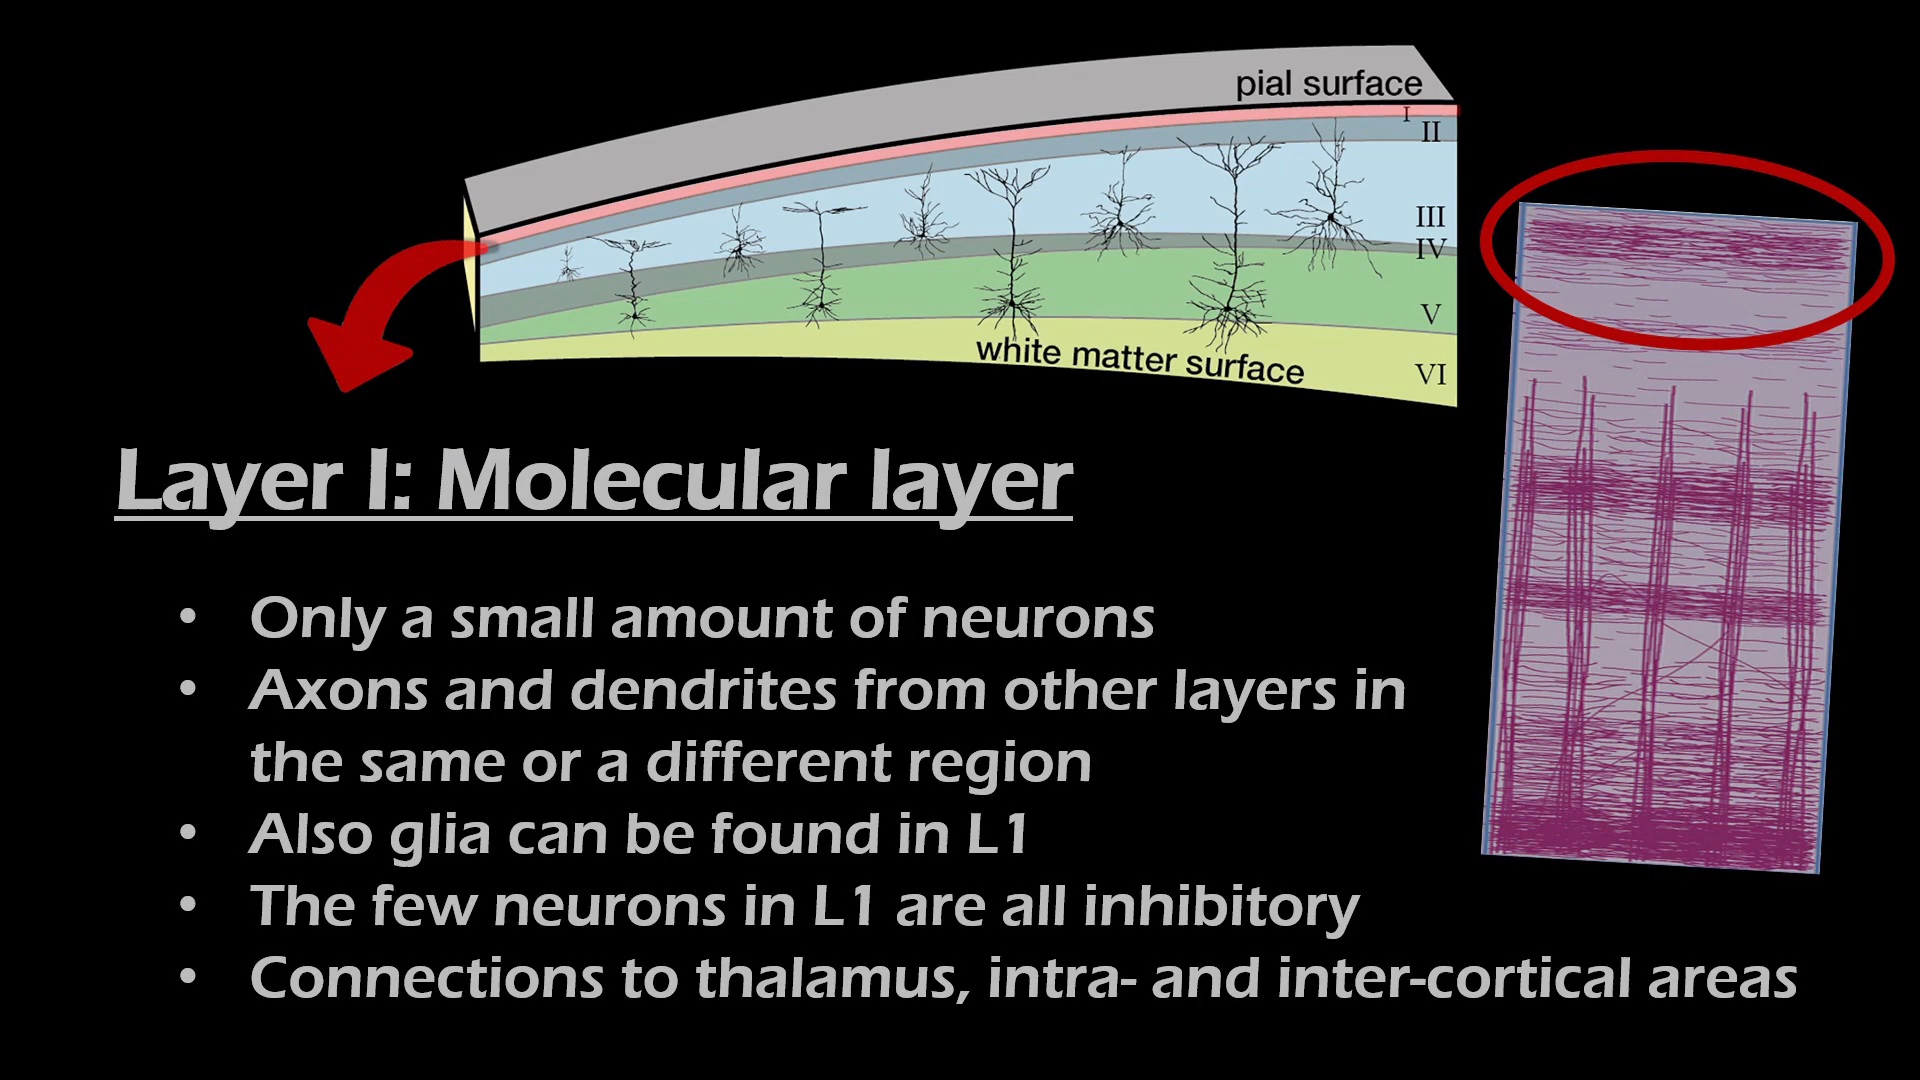 pial surface
I
II
III
IV
V
white matter surface
VI
Layer I: Molecular layer
• Only a small amount of neurons
• Axons and dendrites from other layers in
the same or a different region
• Also glia can be found in L1
• The few neurons in L1 are all inhibitory
• Connections to thalamus, intra- and inter-cortical areas